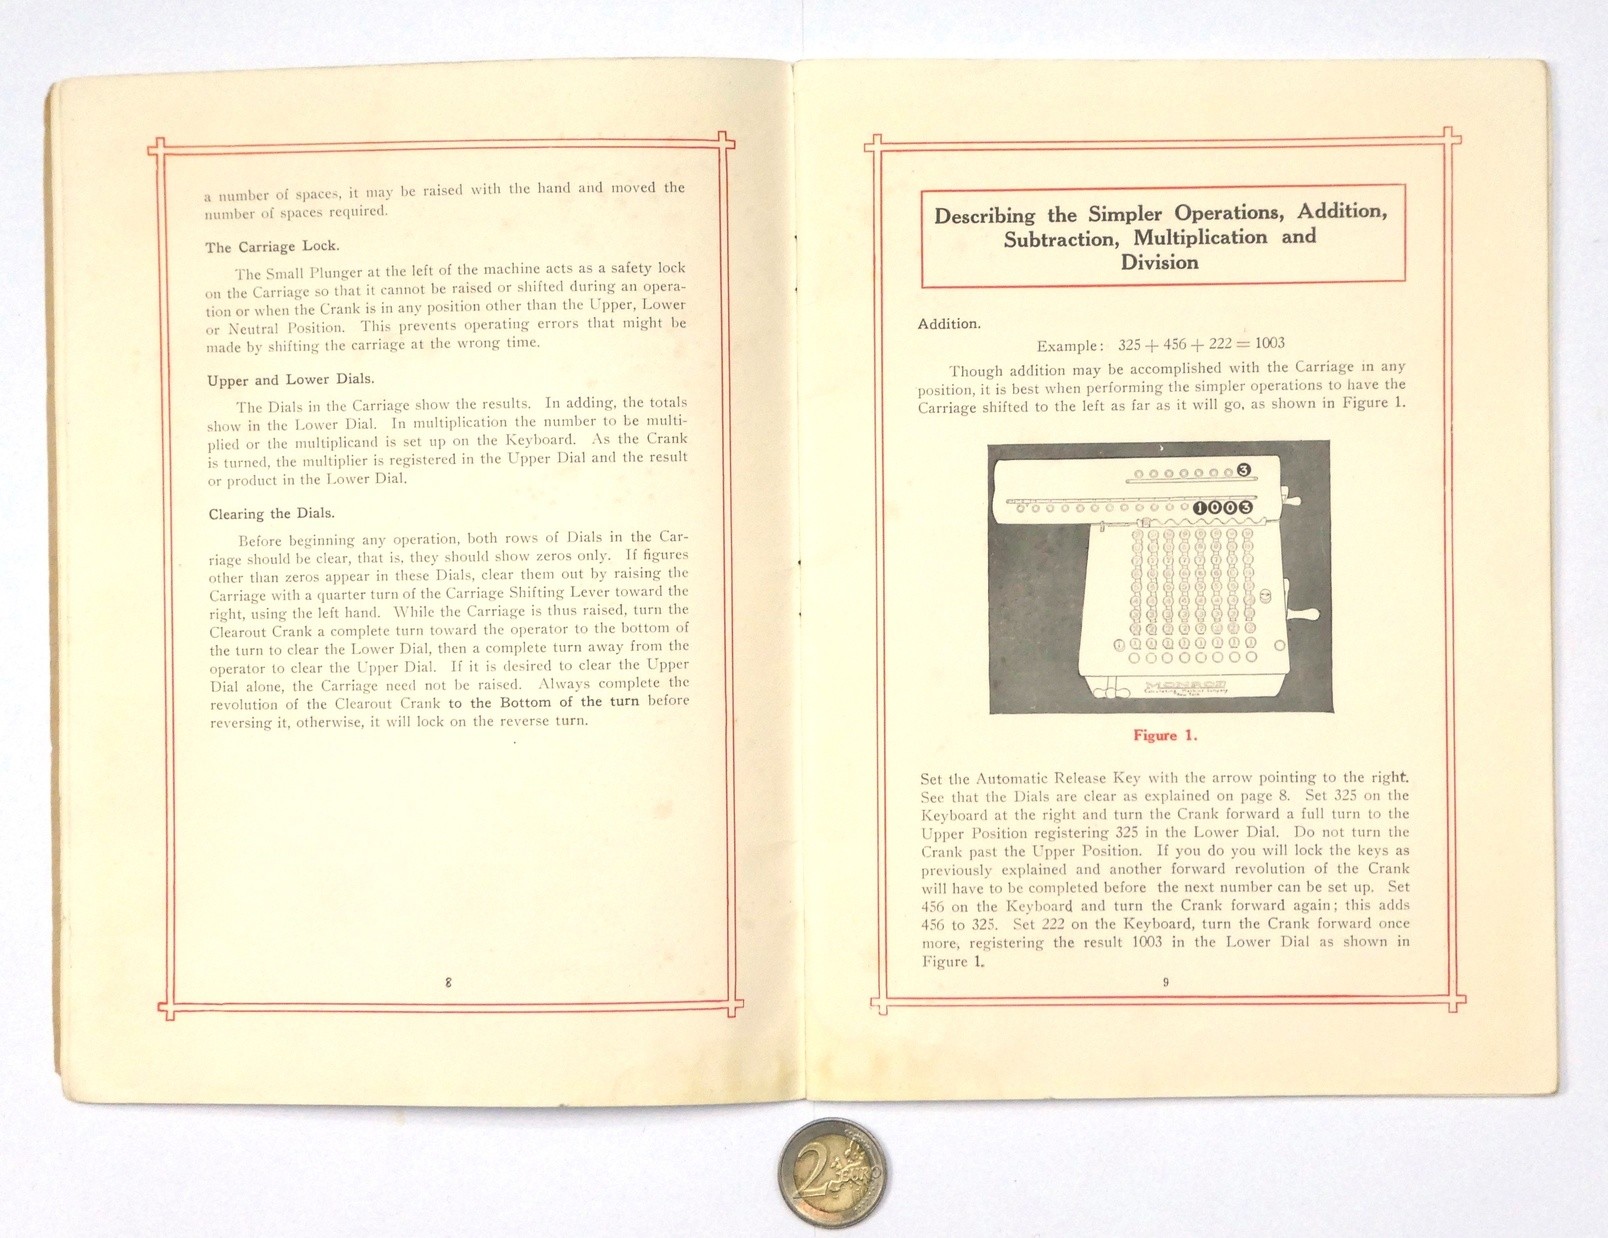 a number of spaces, it may be raised with the hand and moved the
number of spaces required.
The Carriage Lock.
The Small Plunger at the left of the machine acts as a safety lock
on the Carriage so that it cannot be raised or shifted during an opera-
tion or when the Crank is in any position other than the Upper, Lower
or Neutral Position. This prevents operating errors that might be
made by shifting the carriage at the wrong time.
Upper and Lower Dials.
The Dials in the Carriage show the results. In adding, the totals
show in the Lower Dial. In multiplication the number to be multi-
plied or the multiplicand is set up on the Keyboard. As the Crank
is turned, the multiplier is registered in the Upper Dial and the result
or product in the Lower Dial.
Clearing the Dials.
Before beginning any operation, both rows of Dials in the Car-
riage should be clear, that is, they should show zeros only. If figures
other than zeros appear in these Dials, clear them out by raising the
Carriage with a quarter turn of the Carriage Shifting Lever toward the
right, using the left hand. While the Carriage is thus raised, turn the
Clearout Crank a complete turn toward the operator to the bottom of
the turn to clear the Lower Dial, then a complete turn away from the
operator to clear the Upper Dial. If it is desired to clear the Upper
Dial alone, the Carriage need not be raised. Always complete the
revolution of the Clearout Crank to the Bottom of the turn before
reversing it, otherwise, it will lock on the reverse turn.
8
Describing the Simpler Operations, Addition,
Subtraction, Multiplication and
Division
Addition.
Example: 325 + 456 + 222 = 1003
Though addition may be accomplished with the Carriage in any
position, it is best when performing the simpler operations to have the
Carriage shifted to the left as far as it will go, as shown in Figure 1.
3
1003
MONROE
Calculating Machine Company
New York
Figure 1.
Set the Automatic Release Key with the arrow pointing to the right.
See that the Dials are clear as explained on page 8. Set 325 on the
Keyboard at the right and turn the Crank forward a full turn to the
Upper Position registering 325 in the Lower Dial. Do not turn the
Crank past the Upper Position. If you do you will lock the keys as
previously explained and another forward revolution of the Crank
will have to be completed before the next number can be set up. Set
456 on the Keyboard and turn the Crank forward again; this adds
456 to 325. Set 222 on the Keyboard, turn the Crank forward once
more, registering the result 1003 in the Lower Dial as shown in
Figure 1.
9
2 EURO